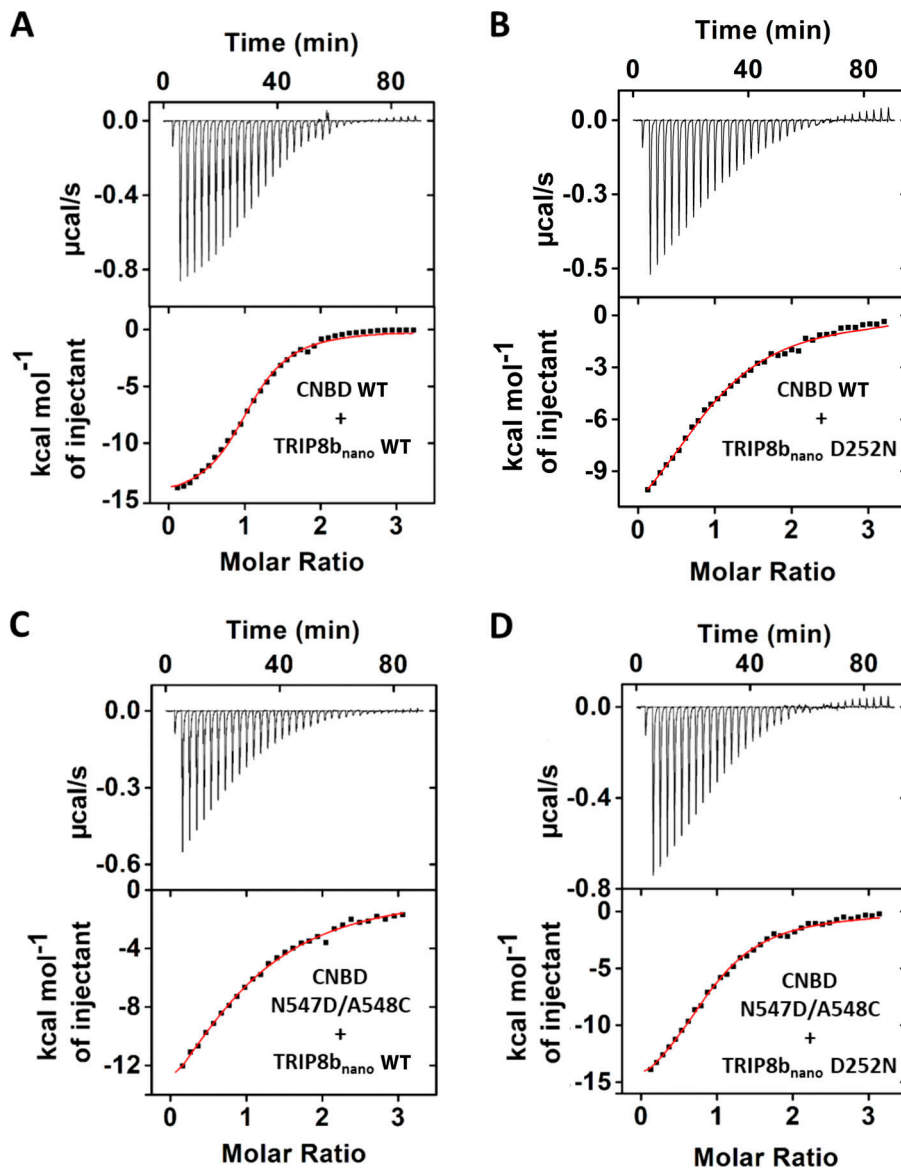 A
Time (min)
0 40 80
0.0
-0.4
-0.8
µcal/s
0
-5
-10
-15
kcal mol⁻¹
of injectant
CNBD WT
+
TRIP8bnano WT
0 1 2 3
Molar Ratio
B
Time (min)
0 40 80
0.0
-0.3
-0.5
µcal/s
0
-3
-6
-9
kcal mol⁻¹
of injectant
CNBD WT
+
TRIP8bnano D252N
0 1 2 3
Molar Ratio
C
Time (min)
0 40 80
0.0
-0.3
-0.6
µcal/s
0
-4
-8
-12
kcal mol⁻¹
of injectant
CNBD
N547D/A548C
+
TRIP8bnano WT
0 1 2 3
Molar Ratio
D
Time (min)
0 40 80
0.0
-0.4
-0.8
µcal/s
0
-5
-10
-15
kcal mol⁻¹
of injectant
CNBD
N547D/A548C
+
TRIP8bnano D252N
0 1 2 3
Molar Ratio